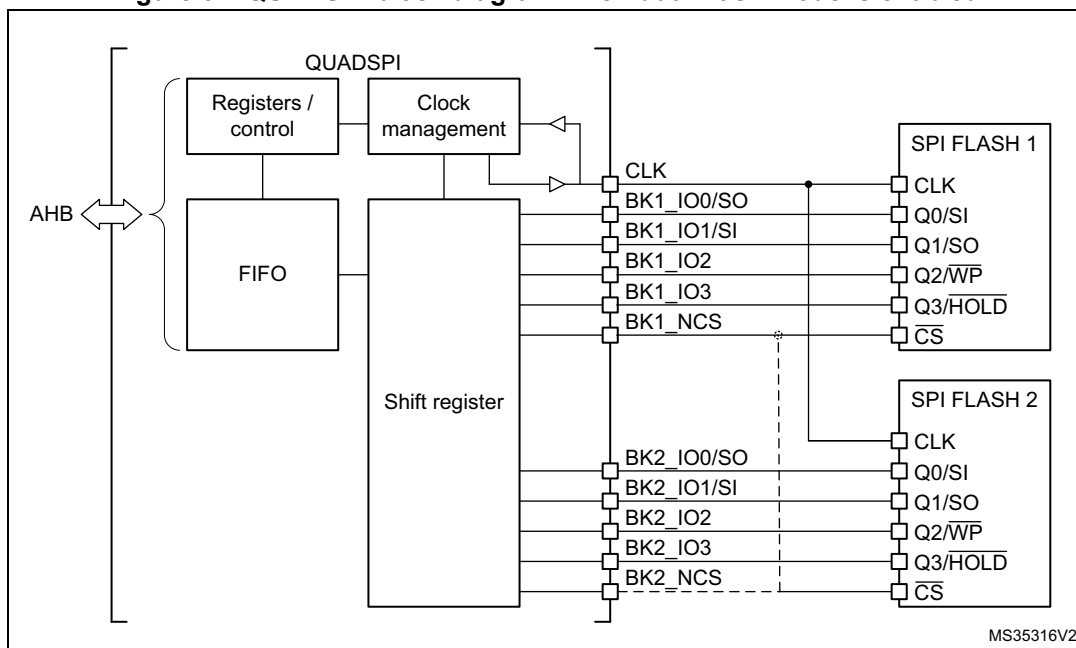 QUADSPI
Registers /
control
Clock
management
AHB
FIFO
Shift register
CLK
BK1_IO0/SO
BK1_IO1/SI
BK1_IO2
BK1_IO3
BK1_NCS
BK2_IO0/SO
BK2_IO1/SI
BK2_IO2
BK2_IO3
BK2_NCS
SPI FLASH 1
CLK
Q0/SI
Q1/SO
Q2/WP
Q3/HOLD
CS
SPI FLASH 2
CLK
Q0/SI
Q1/SO
Q2/WP
Q3/HOLD
CS
MS35316V2